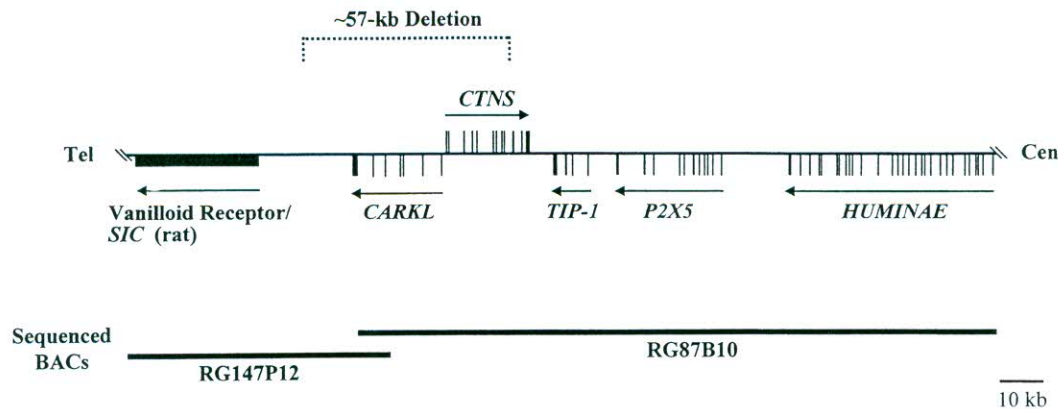 ~57-kb Deletion
CTNS
Tel
Cen
Vanilloid Receptor/
SIC (rat)
CARKL
TIP-1
P2X5
HUMINAE
Sequenced
BACs
RG87B10
RG147P12
10 kb